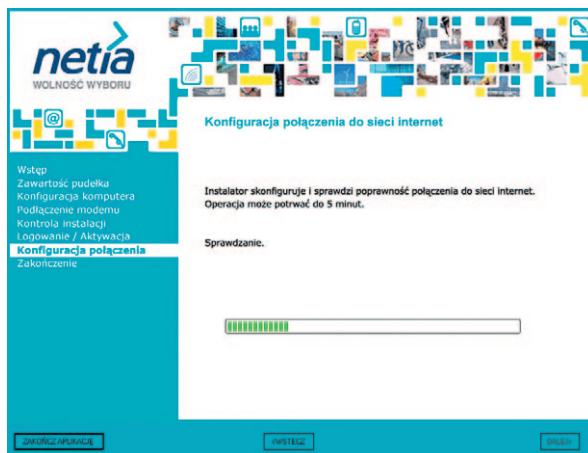 netia
WOLNOŚĆ WYBORU
@
Konfiguracja połączenia do sieci internet
Wstęp
Zawartość pudełka
Konfiguracja komputera
Podłączenie modemu
Kontrola instalacji
Logowanie / Aktywacja
Konfiguracja połączenia
Zakończenie
Instalator skonfiguruje i sprawdzi poprawność połączenia do sieci internet.
Operacja może potrwać do 5 minut.
Sprawdzanie.
ZAKOŃCZ APLIKACJĘ
WSTECZ
DALEJ